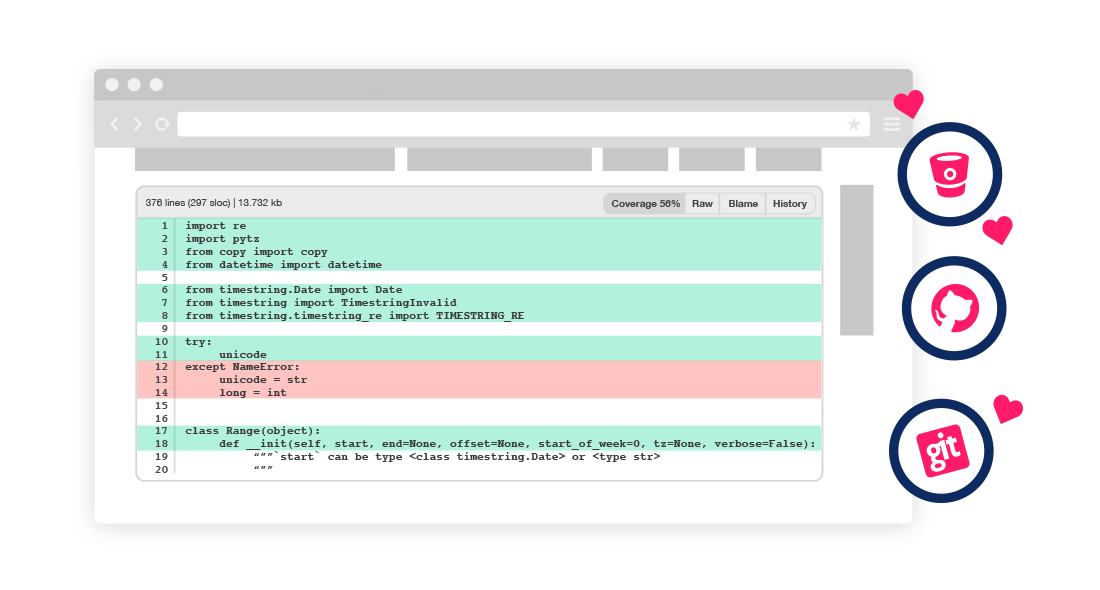 376 lines (297 sloc) | 13.732 kb
Coverage 56% Raw Blame History
1 import re
2 import pytz
3 from copy import copy
4 from datetime import datetime
5
6 from timestring.Date import Date
7 from timestring import TimestringInvalid
8 from timestring.timestring_re import TIMESTRING_RE
9
10 try:
11 unicode
12 except NameError:
13 unicode = str
14 long = int
15
16
17 class Range(object):
18 def __init(self, start, end=None, offset=None, start_of_week=0, tz=None, verbose=False):
19 “””`start` can be type <class timestring.Date> or <type str>
20 “””
git